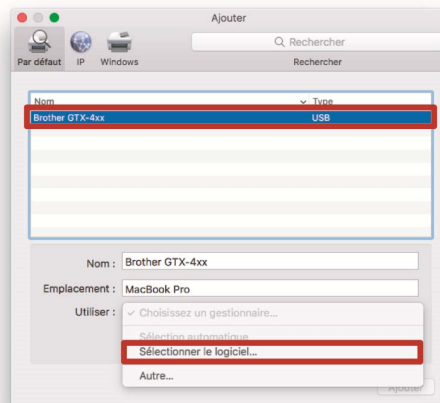 Ajouter
Rechercher
Par défaut IP Windows Rechercher
Nom Type
Brother GTX-4xx USB
Nom : Brother GTX-4xx
Emplacement : MacBook Pro
Utiliser : ✓ Choisissez un gestionnaire...
Sélection automatique
Sélectionner le logiciel...
Autre...
Ajouter